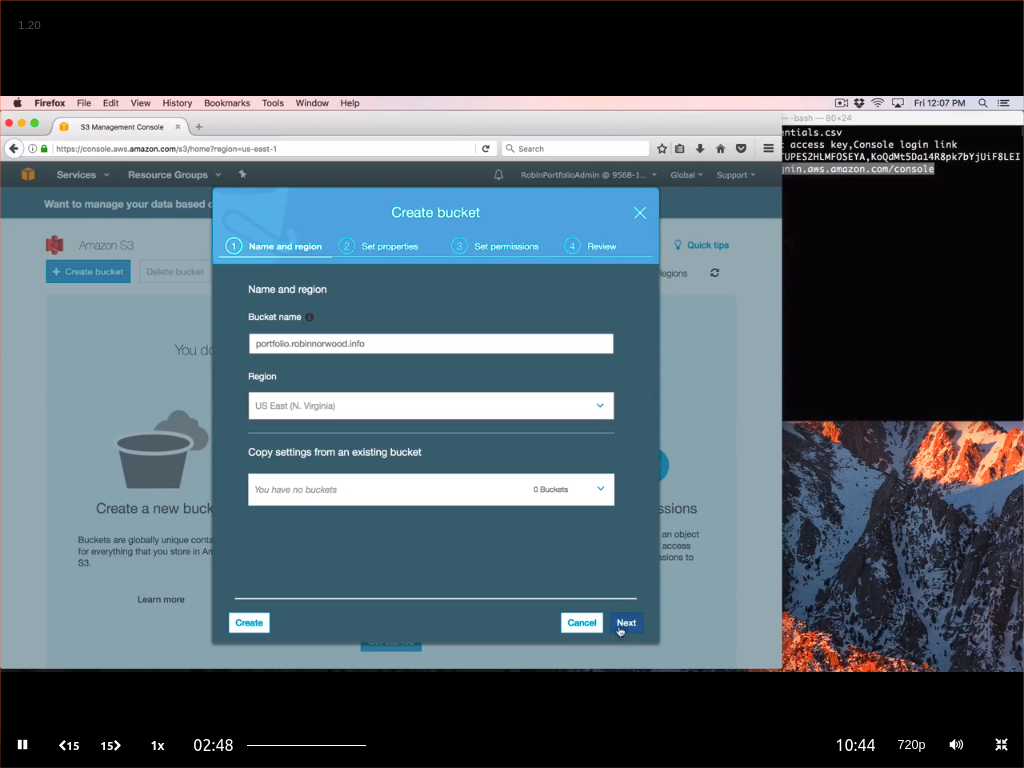 1.20
Firefox File Edit View History Bookmarks Tools Window Help Fri 12:07 PM
S3 Management Console
-bash — 80×24
https://console.aws.amazon.com/s3/home?region=us-east-1
Search
entials.csv
access key,Console login link
Services Resource Groups RobinPortfolioAdmin @ 9568-1... Global Support
.aws.amazon.com/console
Want to manage your data based
Create bucket
1 Name and region 2 Set properties 3 Set permissions 4 Review
Amazon S3
Quick tips
+ Create bucket
Delete bucket
Regions
Name and region
Bucket name
portfolio.robinnorwood.info
You do
Region
US East (N. Virginia)
Copy settings from an existing bucket
You have no buckets 0 Buckets
Create a new buck
ssions
Buckets are globally unique conta
for everything that you store in Am
S3.
an object
access
sions to
Learn more
Create
Cancel
Next
15 15 1x 02:48 10:44 720p